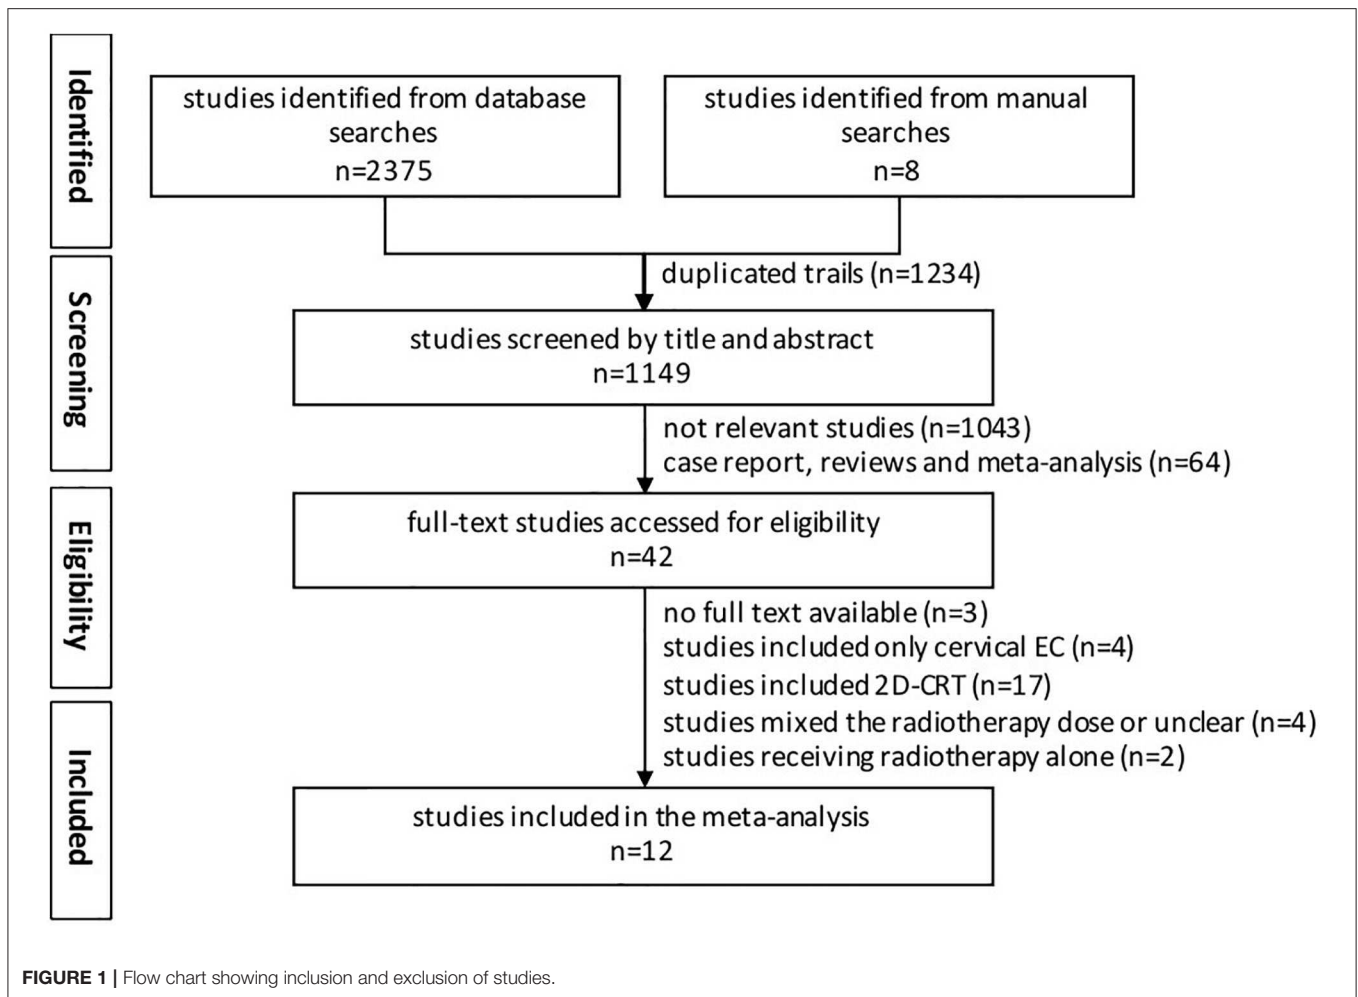 Identified
studies identified from database
searches
n=2375
studies identified from manual
searches
n=8
duplicated trails (n=1234)
Screening
studies screened by title and abstract
n=1149
not relevant studies (n=1043)
case report, reviews and meta-analysis (n=64)
Eligibility
full-text studies accessed for eligibility
n=42
no full text available (n=3)
studies included only cervical EC (n=4)
studies included 2D-CRT (n=17)
studies mixed the radiotherapy dose or unclear (n=4)
studies receiving radiotherapy alone (n=2)
Included
studies included in the meta-analysis
n=12
FIGURE 1 | Flow chart showing inclusion and exclusion of studies.